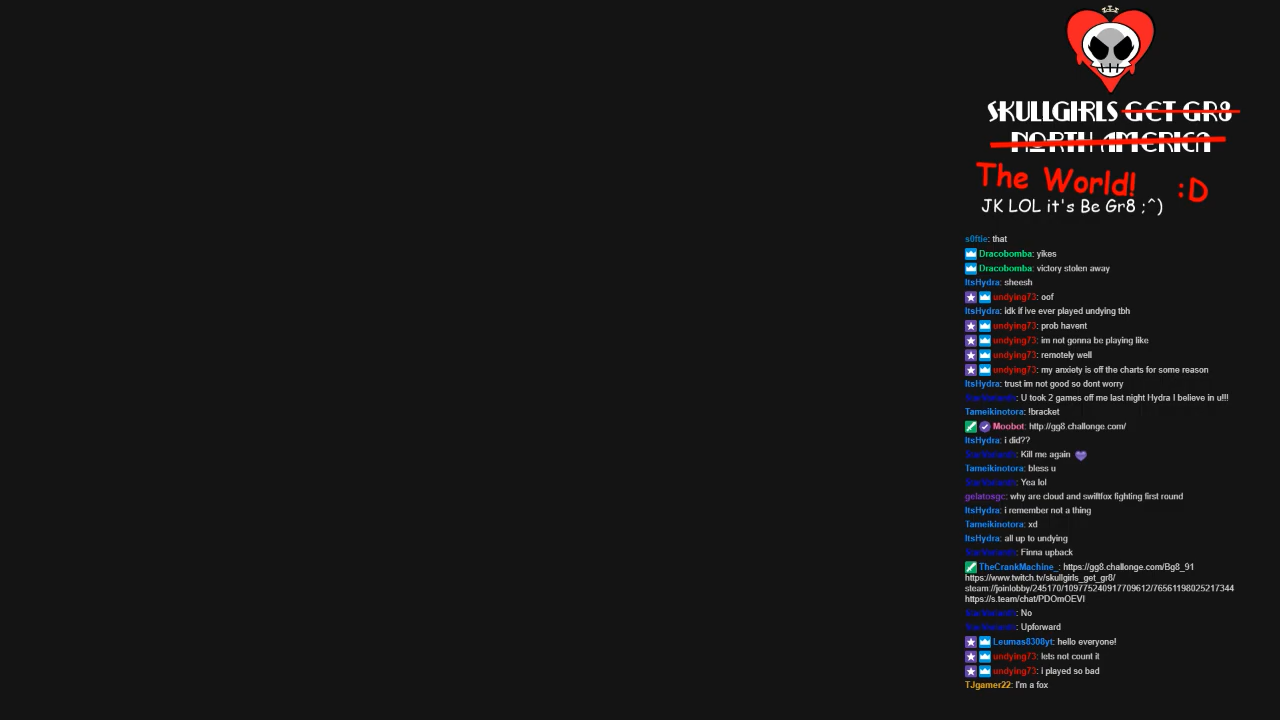 SKULLGIRLS GET GR8
NORTH AMERICA
The World! :D
JK LOL it's Be Gr8 ;^)
s0ftie: that
Dracobomba: yikes
Dracobomba: victory stolen away
ItsHydra: sheesh
undying73: oof
ItsHydra: idk if ive ever played undying tbh
undying73: prob havent
undying73: im not gonna be playing like
undying73: remotely well
undying73: my anxiety is off the charts for some reason
ItsHydra: trust im not good so dont worry
: U took 2 games off me last night Hydra I believe in u!!!
Tameikinotora: !bracket
Moobot: http://gg8.challonge.com/
ItsHydra: i did??
: Kill me again
Tameikinotora: bless u
: Yea lol
gelatosgc: why are cloud and swiftfox fighting first round
ItsHydra: i remember not a thing
Tameikinotora: xd
ItsHydra: all up to undying
: Finna upback
TheCrankMachine_: https://gg8.challonge.com/Bg8_91
https://www.twitch.tv/skullgirls_get_gr8/
steam://joinlobby/245170/109775240917709612/76561198025217344
https://s.team/chat/PDOmOEVI
: No
: Upforward
Leumas8308yt: hello everyone!
undying73: lets not count it
undying73: i played so bad
TJgamer22: I'm a fox